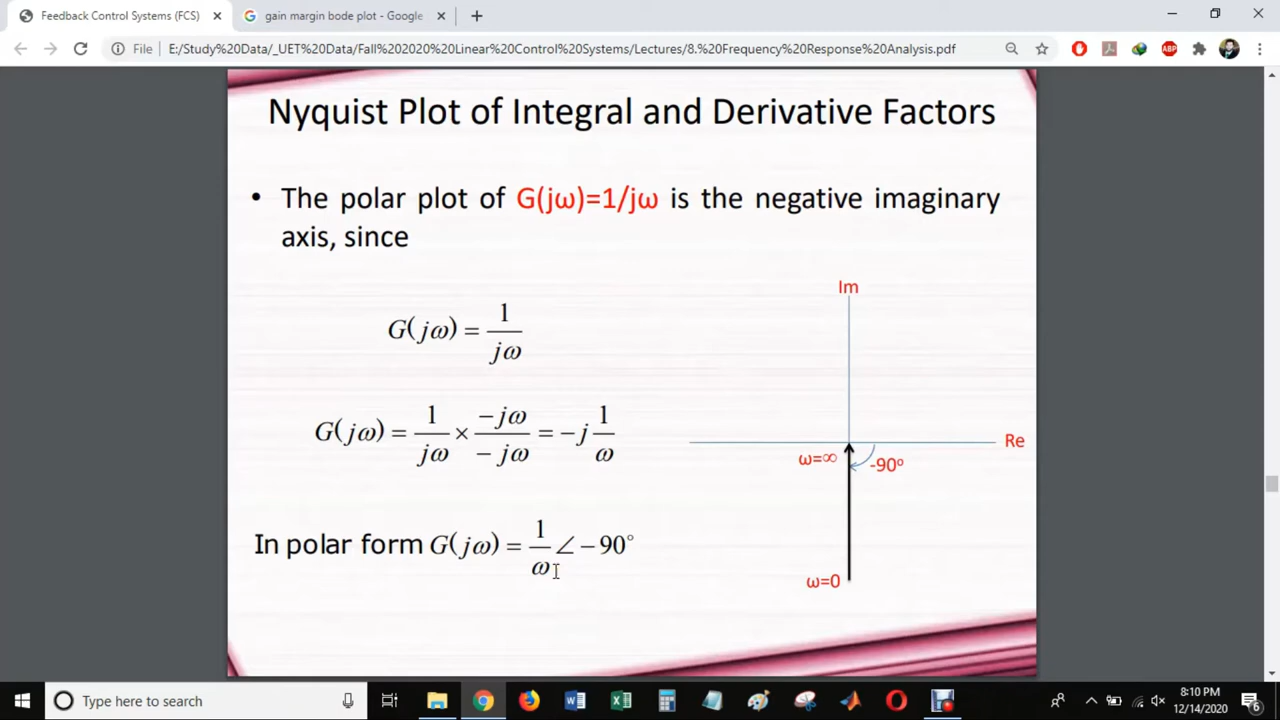 Feedback Control Systems (FCS)
gain margin bode plot - Google
File
E:/Study%20Data/_UET%20Data/Fall%202020%20Linear%20Control%20Systems/Lectures/8.%20Frequency%20Response%20Analysis.pdf
ABP
Nyquist Plot of Integral and Derivative Factors
• The polar plot of G(jω)=1/jω is the negative imaginary
axis, since
G(jω) = 1/jω
G(jω) = 1/jω × −jω/−jω = −j 1/ω
In polar form G(jω) = 1/ω ∠ − 90°
Im
Re
ω=∞
-90º
ω=0
Type here to search
8:10 PM
12/14/2020
6